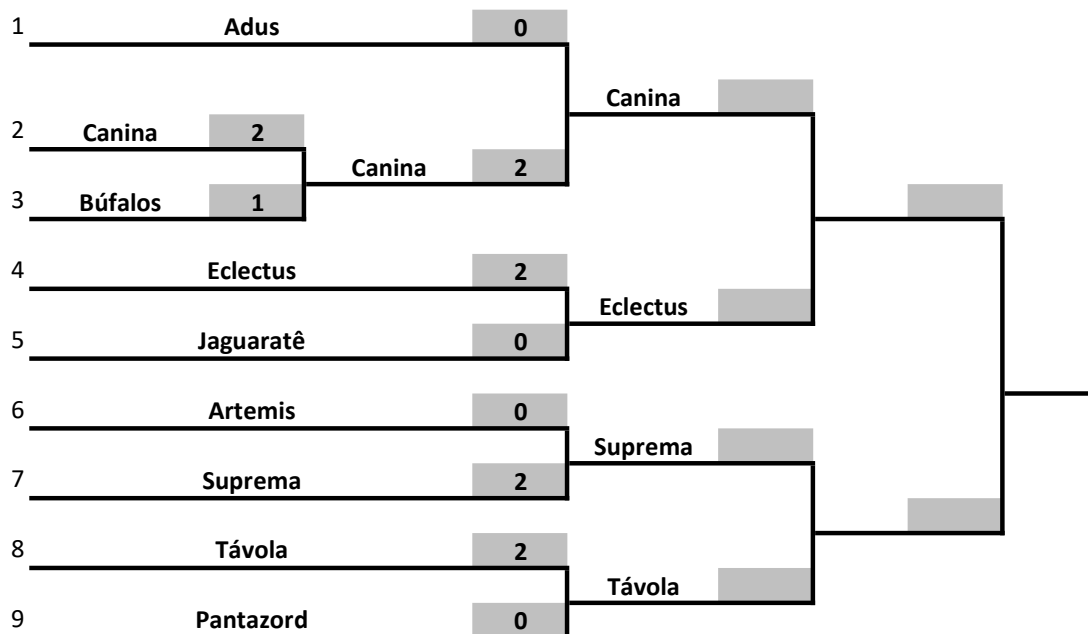 1 Adus 0
Canina
2 Canina 2
Canina 2
3 Búfalos 1
4 Eclectus 2
Eclectus
5 Jaguaratê 0
6 Artemis 0
Suprema
7 Suprema 2
8 Távola 2
Távola
9 Pantazord 0